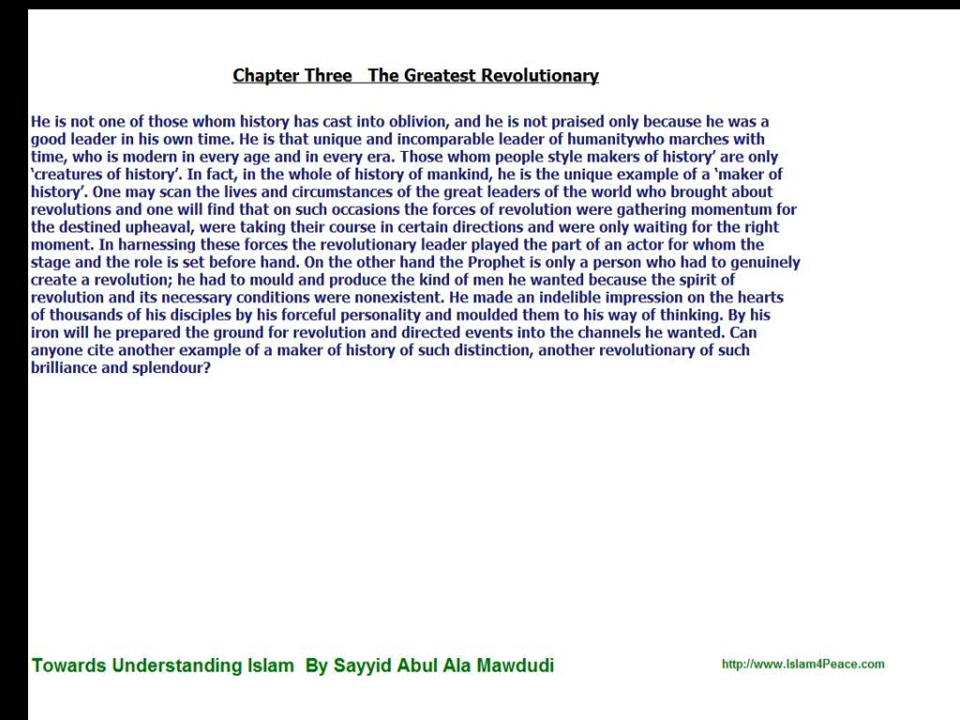 Chapter Three The Greatest Revolutionary
He is not one of those whom history has cast into oblivion, and he is not praised only because he was a
good leader in his own time. He is that unique and incomparable leader of humanitywho marches with
time, who is modern in every age and in every era. Those whom people style makers of history’ are only
‘creatures of history’. In fact, in the whole of history of mankind, he is the unique example of a ‘maker of
history’. One may scan the lives and circumstances of the great leaders of the world who brought about
revolutions and one will find that on such occasions the forces of revolution were gathering momentum for
the destined upheaval, were taking their course in certain directions and were only waiting for the right
moment. In harnessing these forces the revolutionary leader played the part of an actor for whom the
stage and the role is set before hand. On the other hand the Prophet is only a person who had to genuinely
create a revolution; he had to mould and produce the kind of men he wanted because the spirit of
revolution and its necessary conditions were nonexistent. He made an indelible impression on the hearts
of thousands of his disciples by his forceful personality and moulded them to his way of thinking. By his
iron will he prepared the ground for revolution and directed events into the channels he wanted. Can
anyone cite another example of a maker of history of such distinction, another revolutionary of such
brilliance and splendour?
Towards Understanding Islam By Sayyid Abul Ala Mawdudi
http://www.Islam4Peace.com